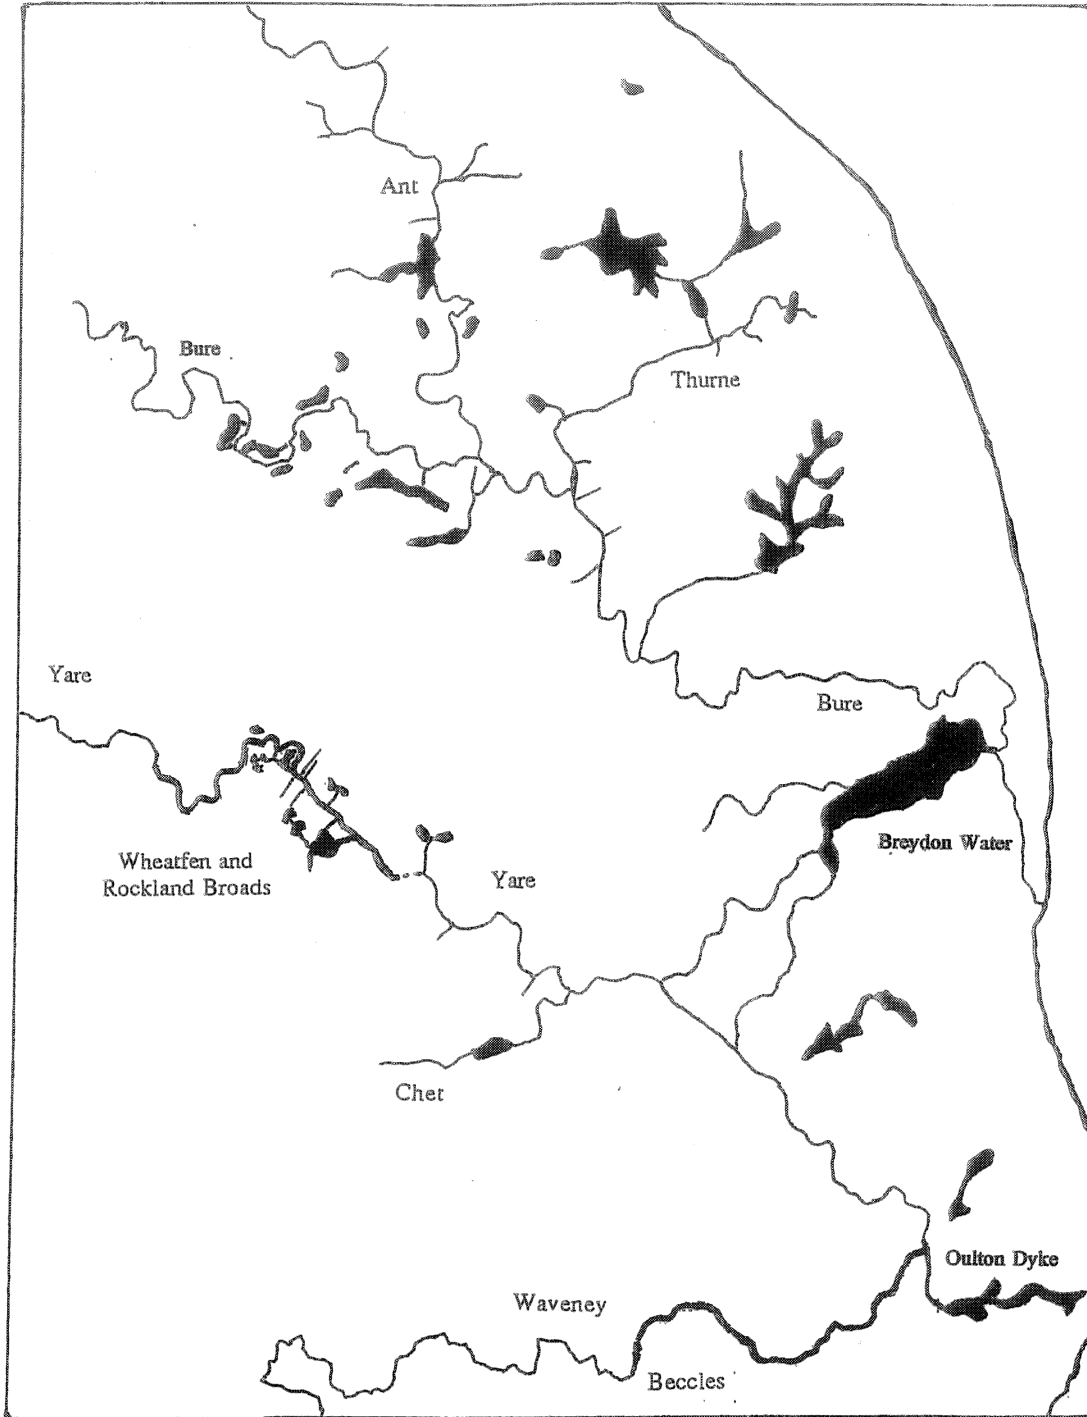 Ant
Bure
Thurne
Yare
Bure
Breydon Water
Wheatfen and
Rockland Broads
Yare
Chet
Oulton Dyke
Waveney
Beccles